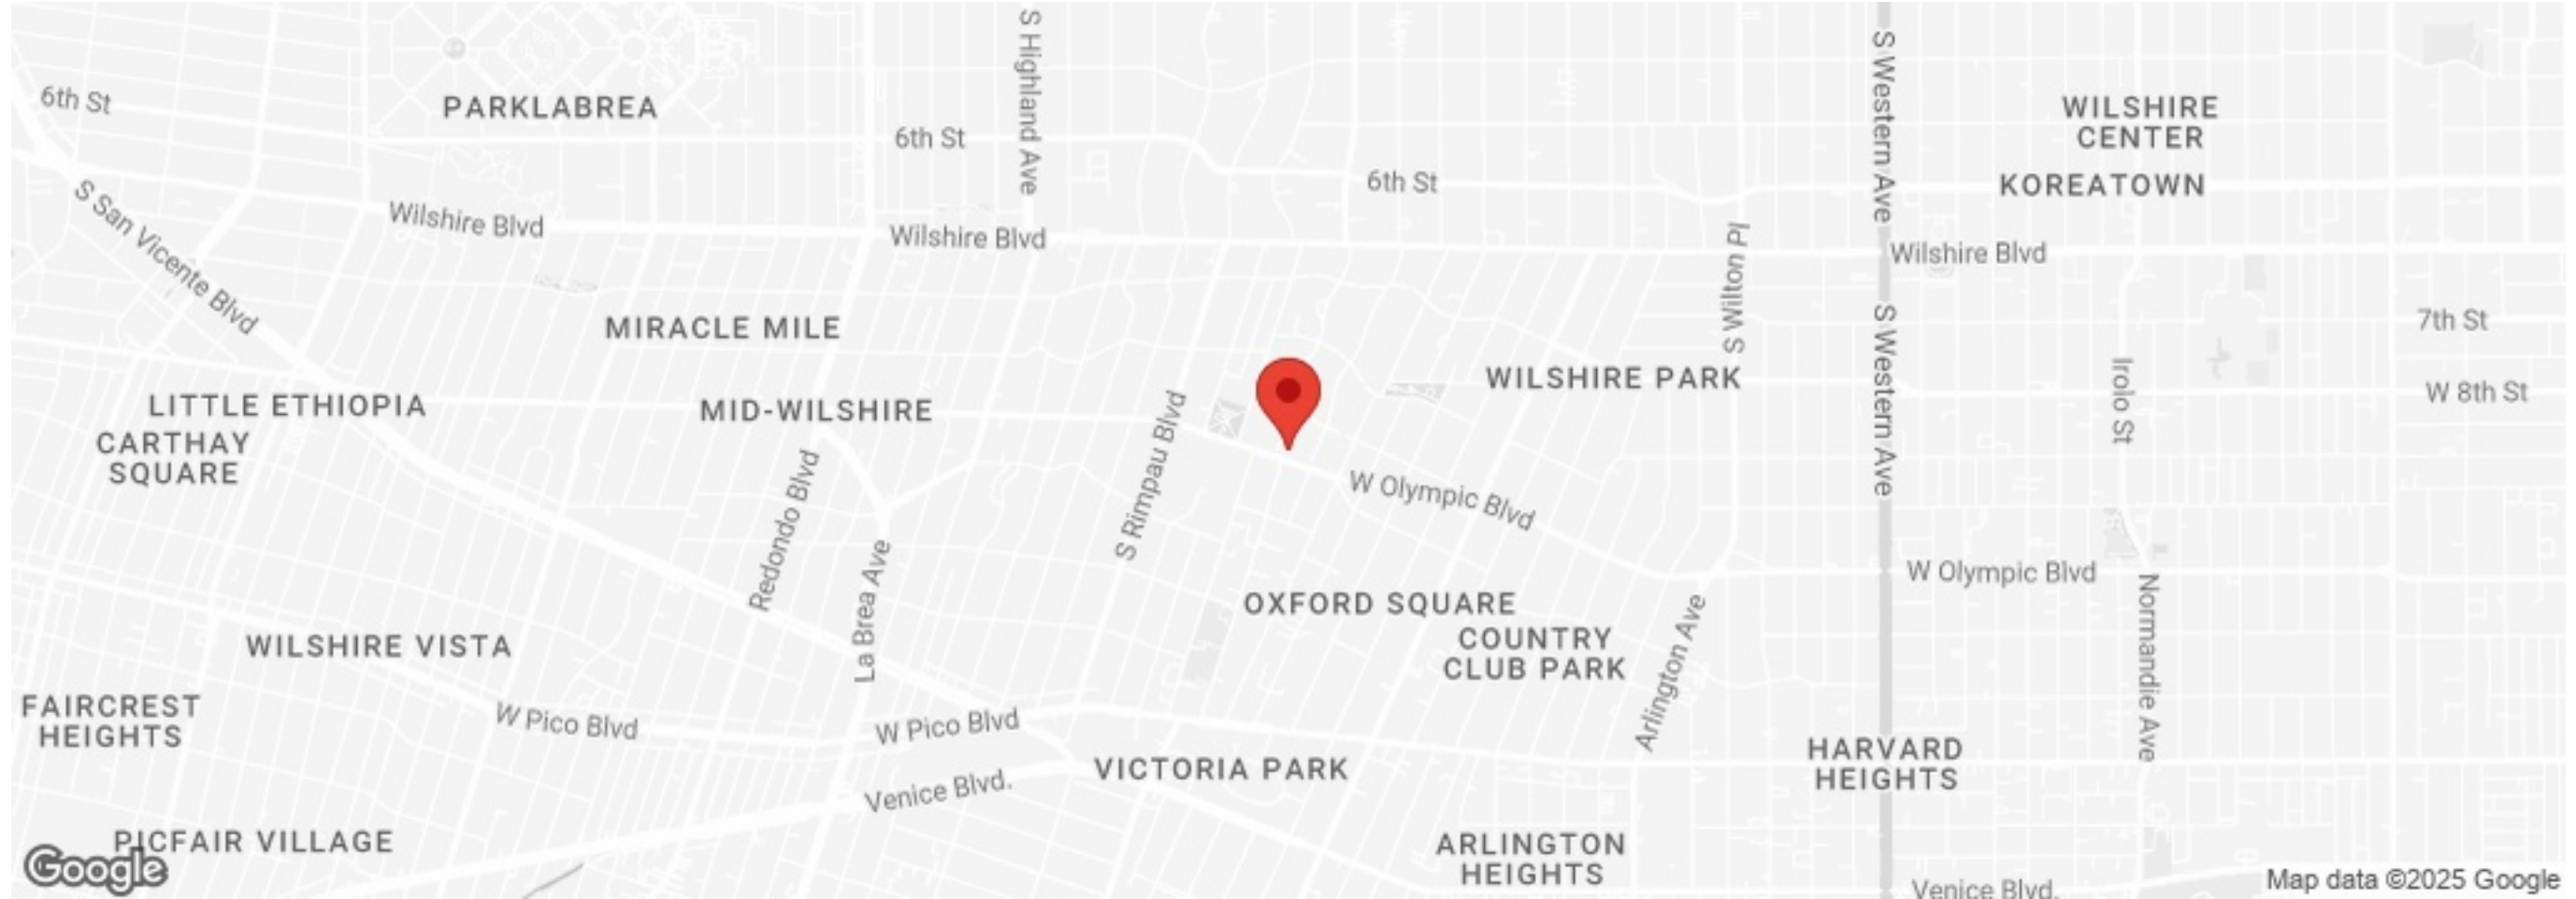 S Highland Ave
S Western Ave
6th St
PARKLABREA
WILSHIRE
CENTER
6th St
6th St
KOREATOWN
S San Vicente Blvd
Wilshire Blvd
Wilshire Blvd
S Wilton Pl
Wilshire Blvd
MIRACLE MILE
7th St
S Western Ave
WILSHIRE PARK
Irolo St
W 8th St
LITTLE ETHIOPIA
MID-WILSHIRE
CARTHAY
SQUARE
S Rimpau Blvd
Redondo Blvd
W Olympic Blvd
La Brea Ave
W Olympic Blvd
OXFORD SQUARE
Arlington Ave
Normandie Ave
WILSHIRE VISTA
COUNTRY
CLUB PARK
FAIRCREST
HEIGHTS
W Pico Blvd
W Pico Blvd
HARVARD
HEIGHTS
VICTORIA PARK
Venice Blvd.
PICFAIR VILLAGE
ARLINGTON
HEIGHTS
Google
Venice Blvd.
Map data ©2025 Google